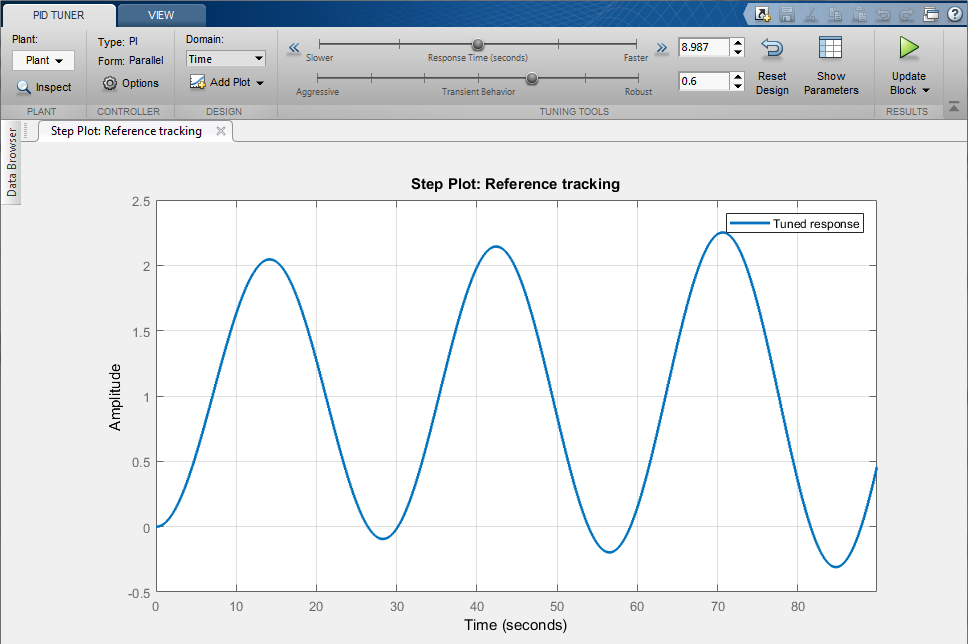 PID TUNER
VIEW
Plant:
Plant
Inspect
PLANT
Type: PI
Form: Parallel
Options
CONTROLLER
Domain:
Time
Add Plot
DESIGN
Slower
Response Time (seconds)
Faster
8.987
Aggressive
Transient Behavior
Robust
0.6
Reset
Design
Show
Parameters
TUNING TOOLS
Update
Block
RESULTS
Data Browser
Step Plot: Reference tracking
Step Plot: Reference tracking
Tuned response
2.5
2
1.5
1
0.5
0
-0.5
Amplitude
0 10 20 30 40 50 60 70 80
Time (seconds)